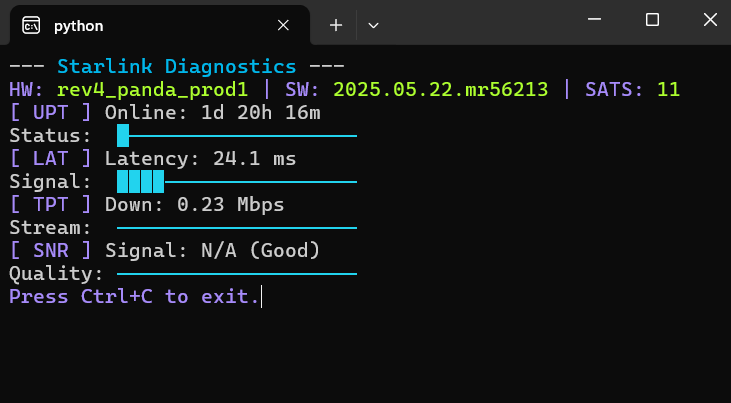 python
--- Starlink Diagnostics ---
HW: rev4_panda_prod1 | SW: 2025.05.22.mr56213 | SATS: 11
[ UPT ] Online: 1d 20h 16m
Status:
[ LAT ] Latency: 24.1 ms
Signal:
[ TPT ] Down: 0.23 Mbps
Stream:
[ SNR ] Signal: N/A (Good)
Quality:
Press Ctrl+C to exit.